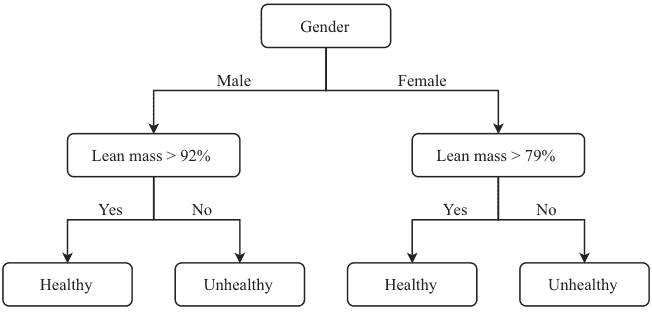 Gender
Male
Female
Lean mass > 92%
Lean mass > 79%
Yes
No
Yes
No
Healthy
Unhealthy
Healthy
Unhealthy